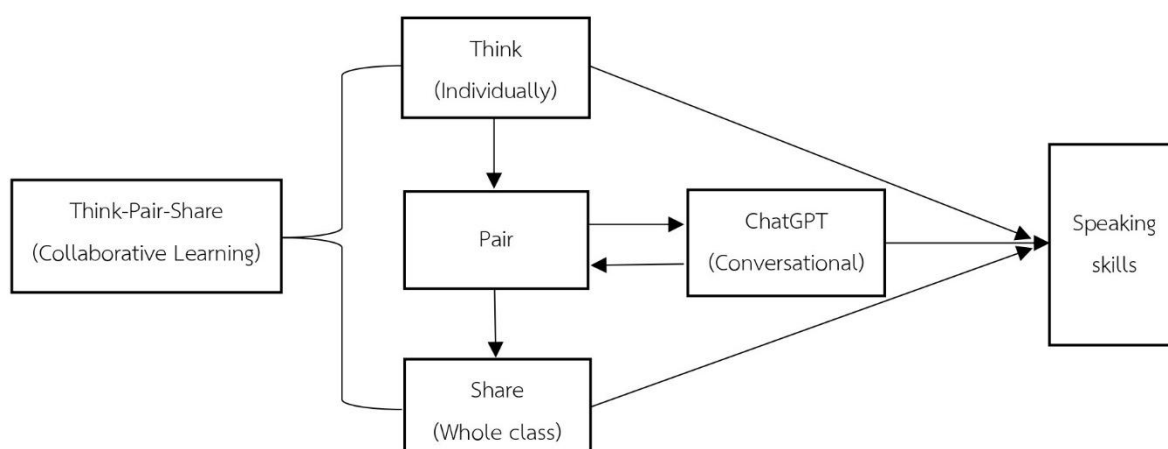 Think
(Individually)
Think-Pair-Share
(Collaborative Learning)
Pair
ChatGPT
(Conversational)
Speaking
skills
Share
(Whole class)